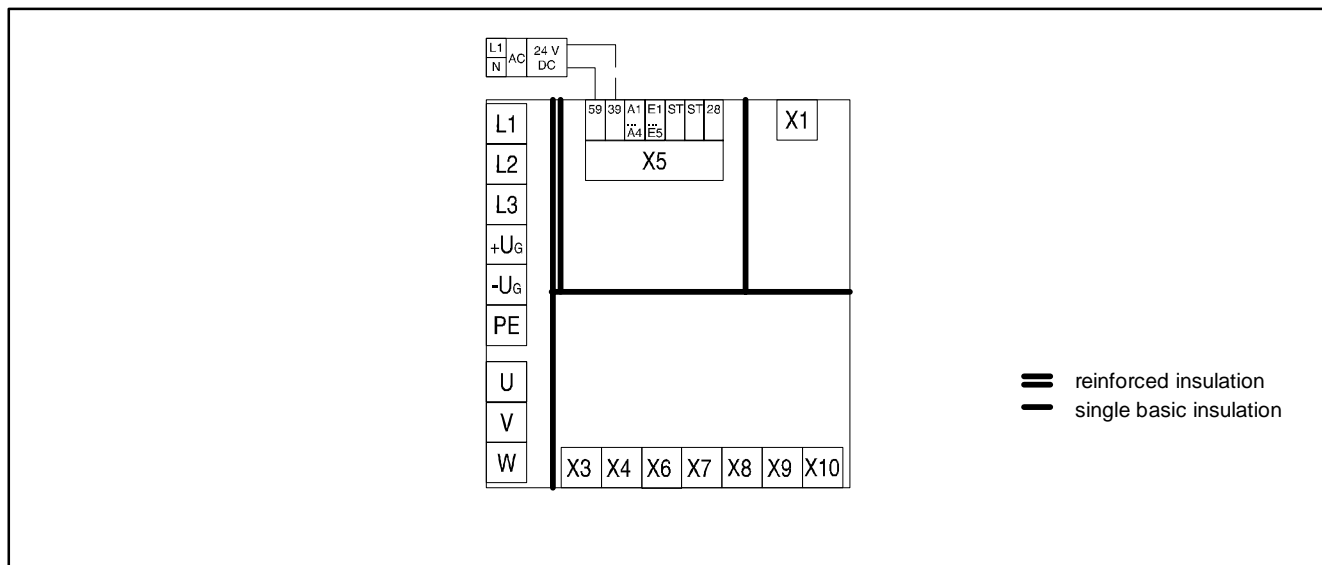 L1 AC 24 V
N DC
59 39 A1 E1 ST ST 28
... ...
A4 E5
X5
X1
L1
L2
L3
+UG
-UG
PE
U
V
W
X3 X4 X6 X7 X8 X9 X10
reinforced insulation
single basic insulation